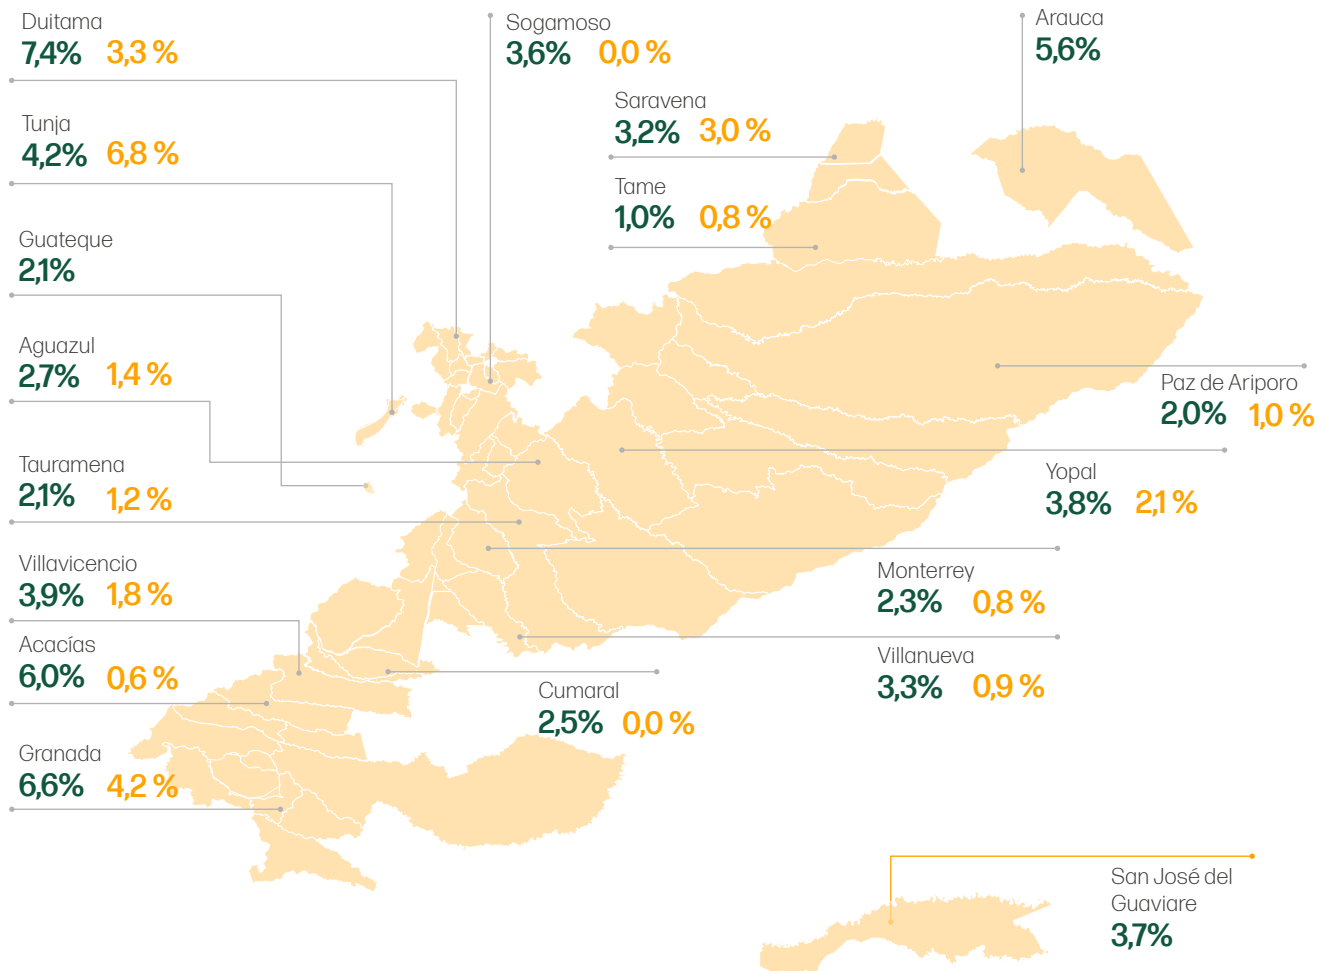 Duitama
7,4% 3,3 %
Sogamoso
3,6% 0,0 %
Arauca
5,6%
Saravena
3,2% 3,0 %
Tunja
4,2% 6,8 %
Tame
1,0% 0,8 %
Guateque
2,1%
Aguazul
2,7% 1,4 %
Paz de Ariporo
2,0% 1,0 %
Tauramena
2,1% 1,2 %
Yopal
3,8% 2,1 %
Villavicencio
3,9% 1,8 %
Monterrey
2,3% 0,8 %
Acacías
6,0% 0,6 %
Villanueva
3,3% 0,9 %
Cumaral
2,5% 0,0 %
Granada
6,6% 4,2 %
San José del
Guaviare
3,7%